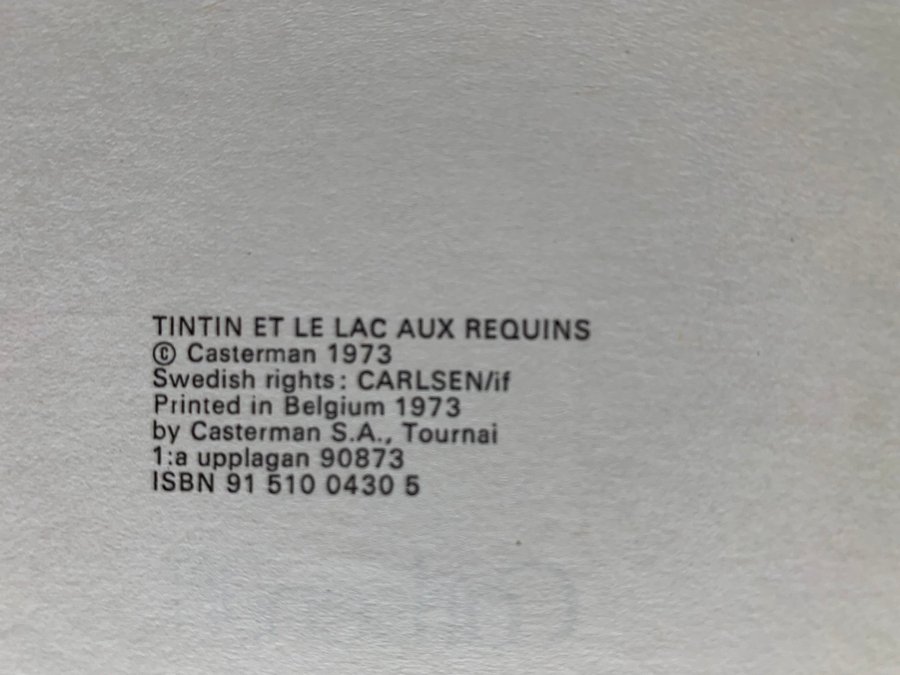 TINTIN ET LE LAC AUX REQUINS
© Casterman 1973
Swedish rights: CARLSEN/if
Printed in Belgium 1973
by Casterman S.A., Tournai
1:a upplagan 90873
ISBN 91 510 0430 5